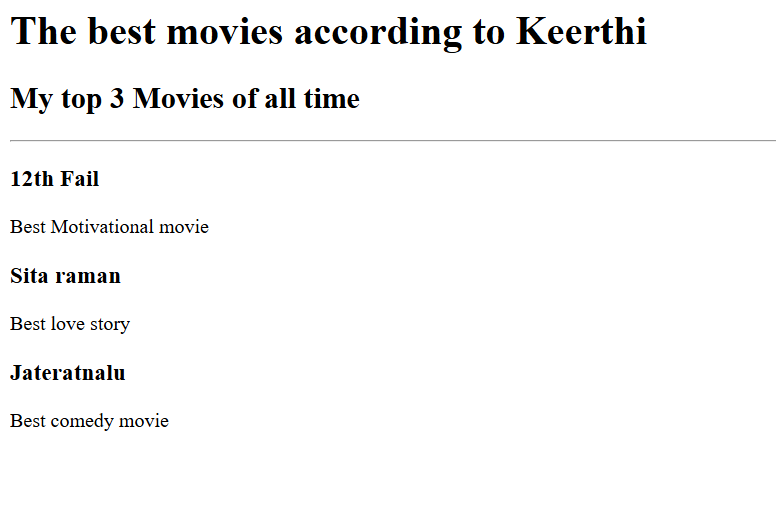 The best movies according to Keerthi
My top 3 Movies of all time
12th Fail
Best Motivational movie
Sita raman
Best love story
Jateratnalu
Best comedy movie